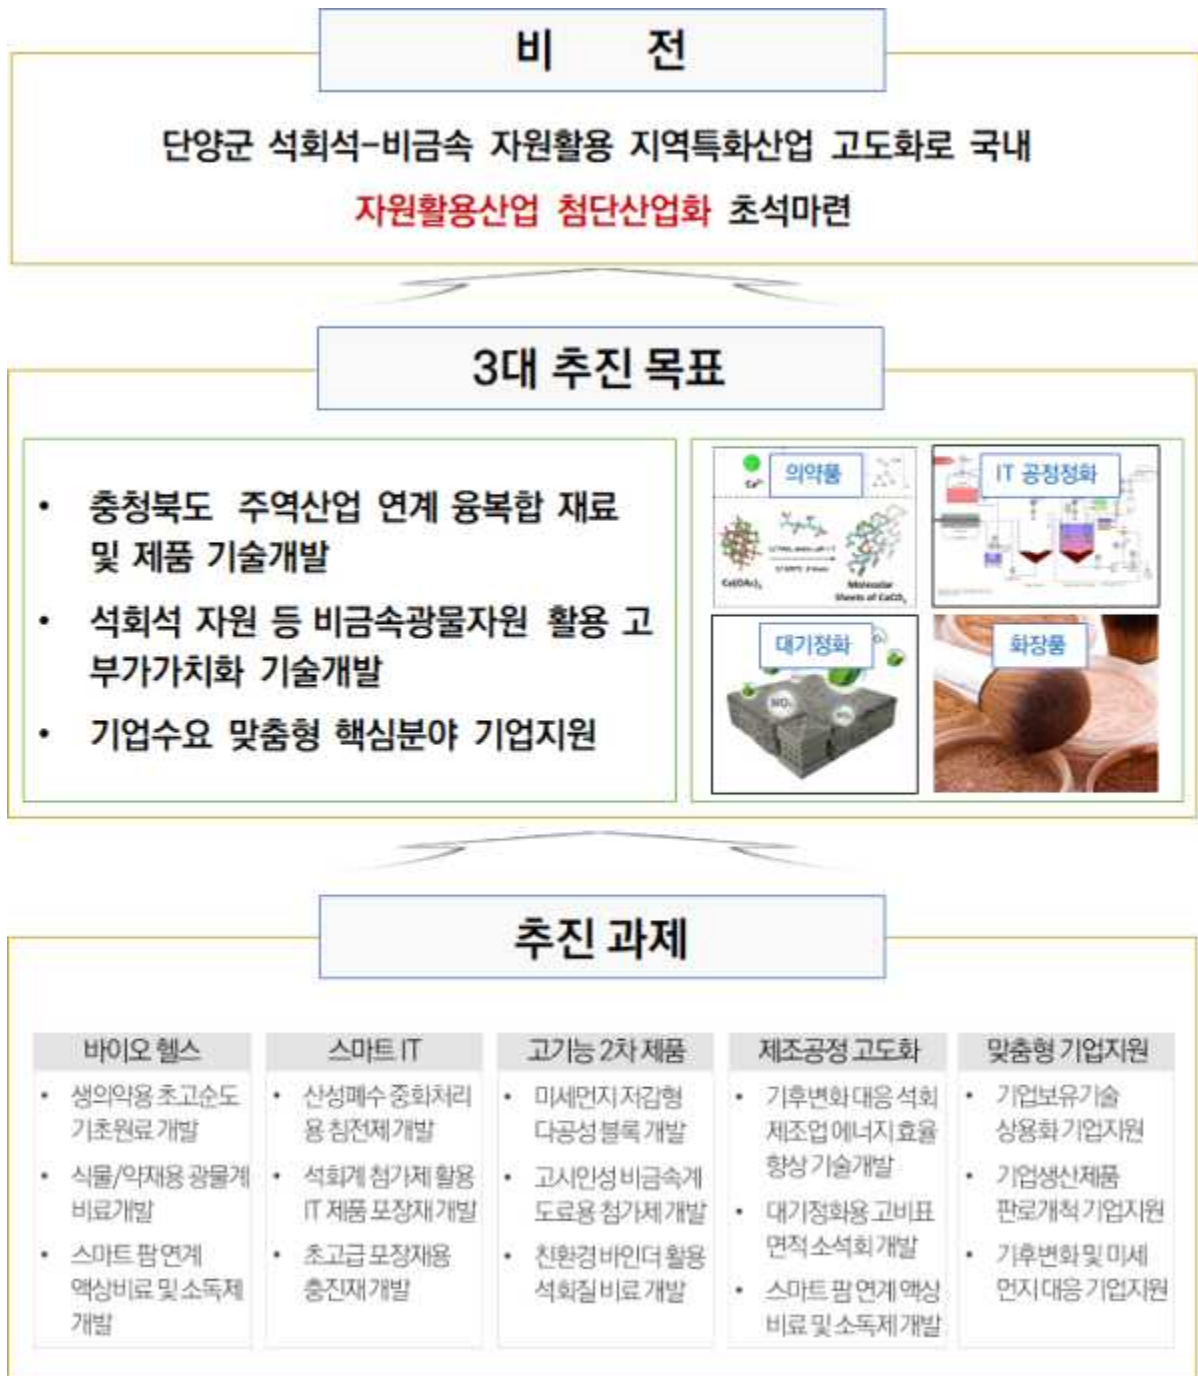 비 전
단양군 석회석-비금속 자원활용 지역특화산업 고도화로 국내
자원활용산업 첨단산업화 초석마련
3대 추진 목표
• 충청북도 주역산업 연계 융복합 재료
및 제품 기술개발
• 석회석 자원 등 비금속광물자원 활용 고
부가가치화 기술개발
• 기업수요 맞춤형 핵심분야 기업지원
의약품
Ca(OAc)₂
Molecular
Sheets of CaCO₃
IT 공정정화
대기정화
NOₓ
화장품
추진 과제
바이오 헬스
• 생의약용 초고순도
기초원료 개발
• 식물/약재용 광물계
비료개발
• 스마트 팜 연계
액상비료 및 소독제
개발
스마트 IT
• 산성폐수 중화처리
용 침전제 개발
• 석회계 첨가제 활용
IT 제품 포장재 개발
• 초고급 포장재용
충진재 개발
고기능 2차 제품
• 미세먼지 저감형
다공성 블록 개발
• 고시인성 비금속계
도료용 첨가제 개발
• 친환경 바인더 활용
석회질 비료 개발
제조공정 고도화
• 기후변화 대응 석회
제조업 에너지 효율
향상 기술개발
• 대기정화용 고비표
면적 소석회 개발
• 스마트 팜 연계 액상
비료 및 소독제 개발
맞춤형 기업지원
• 기업보유기술
상용화 기업지원
• 기업생산제품
판로개척 기업지원
• 기후변화 및 미세
먼지 대응 기업지원